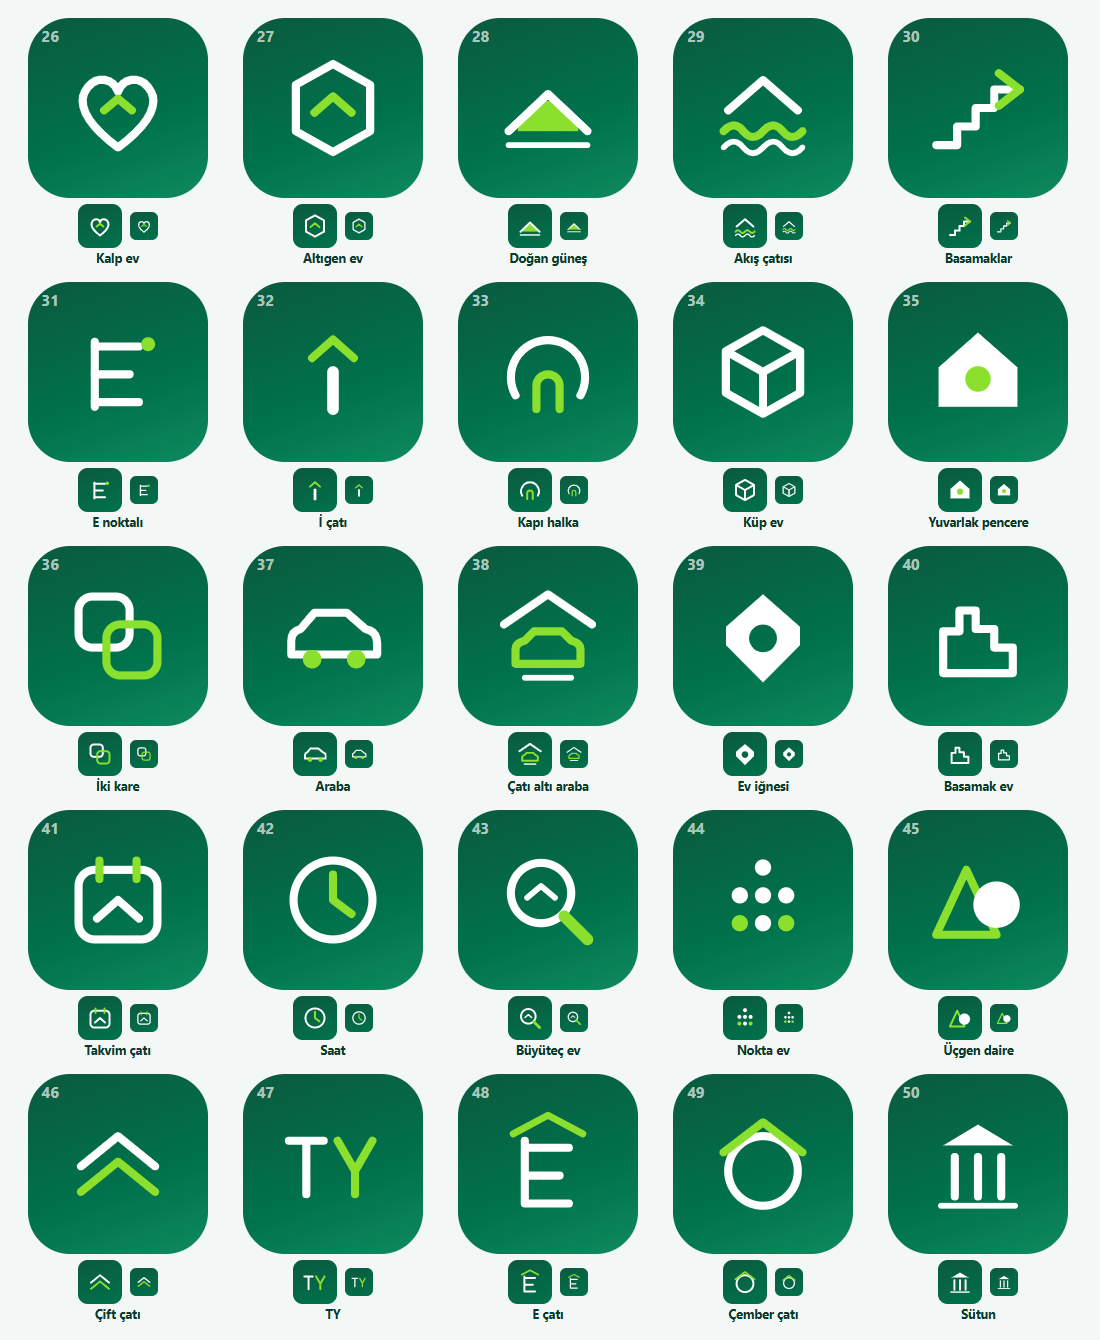 26 27 28 29 30
Kalp ev Altıgen ev Doğan güneş Akış çatısı Basamaklar
31 32 33 34 35
E
E E
E noktalı İ çatı Kapı halka Küp ev Yuvarlak pencere
36 37 38 39 40
İki kare Araba Çatı altı araba Ev iğnesi Basamak ev
41 42 43 44 45
Takvim çatı Saat Büyüteç ev Nokta ev Üçgen daire
46 47 48 49 50
TY E
TY TY E E
Çift çatı TY E çatı Çember çatı Sütun